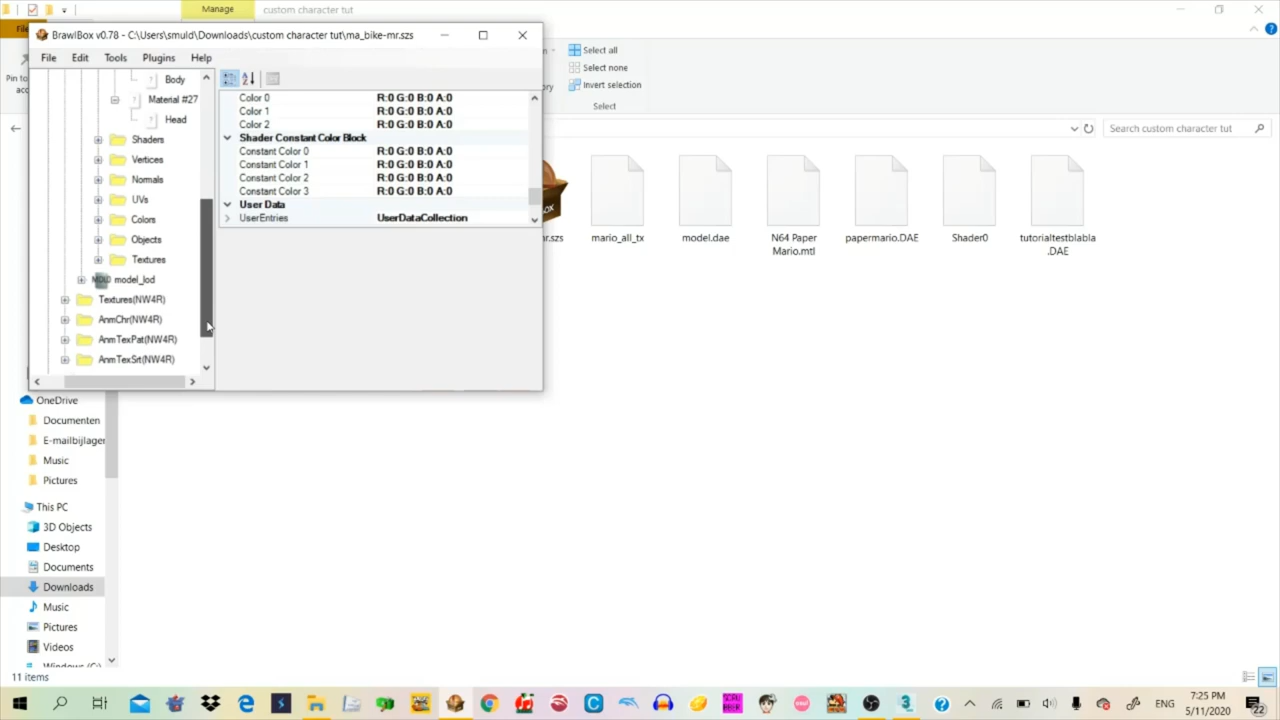 Manage
custom character tut
BrawlBox v0.78 - C:\Users\smuld\Downloads\custom character tut\ma_bike-mr.szs
File Edit Tools Plugins Help
Body
Material #27
Head
Shaders
Vertices
Normals
UVs
Colors
Objects
Textures
MDL0 model_lod
Textures(NW4R)
AnmChr(NW4R)
AnmTexPat(NW4R)
AnmTexSrt(NW4R)
Color 0 R:0 G:0 B:0 A:0
Color 1 R:0 G:0 B:0 A:0
Color 2 R:0 G:0 B:0 A:0
Shader Constant Color Block
Constant Color 0 R:0 G:0 B:0 A:0
Constant Color 1 R:0 G:0 B:0 A:0
Constant Color 2 R:0 G:0 B:0 A:0
Constant Color 3 R:0 G:0 B:0 A:0
User Data
UserEntries UserDataCollection
Select all
Select none
Invert selection
Select
Search custom character tut
mario_all_tx
model.dae
N64 Paper
Mario.mtl
papermario.DAE
Shader0
tutorialtestblabla
.DAE
OneDrive
Documenten
E-mailbijlager
Music
Pictures
This PC
3D Objects
Desktop
Documents
Downloads
Music
Pictures
Videos
Windows (C:)
11 items
ENG
7:25 PM
5/11/2020
22